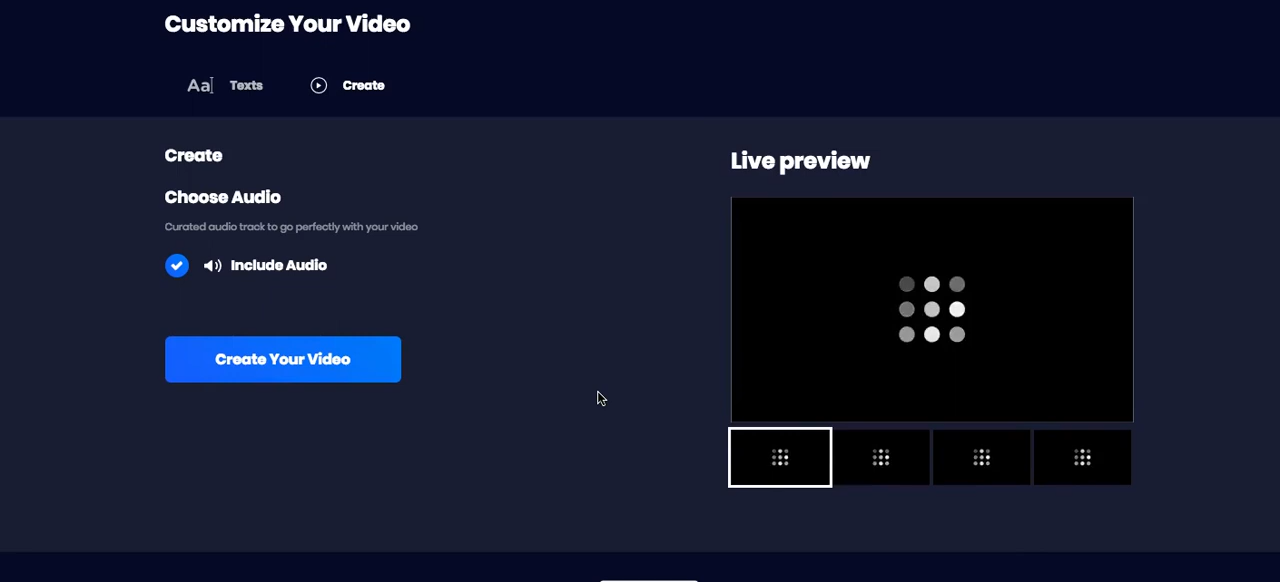 Customize Your Video
Aa Texts Create
Create
Choose Audio
Curated audio track to go perfectly with your video
Include Audio
Create Your Video
Live preview